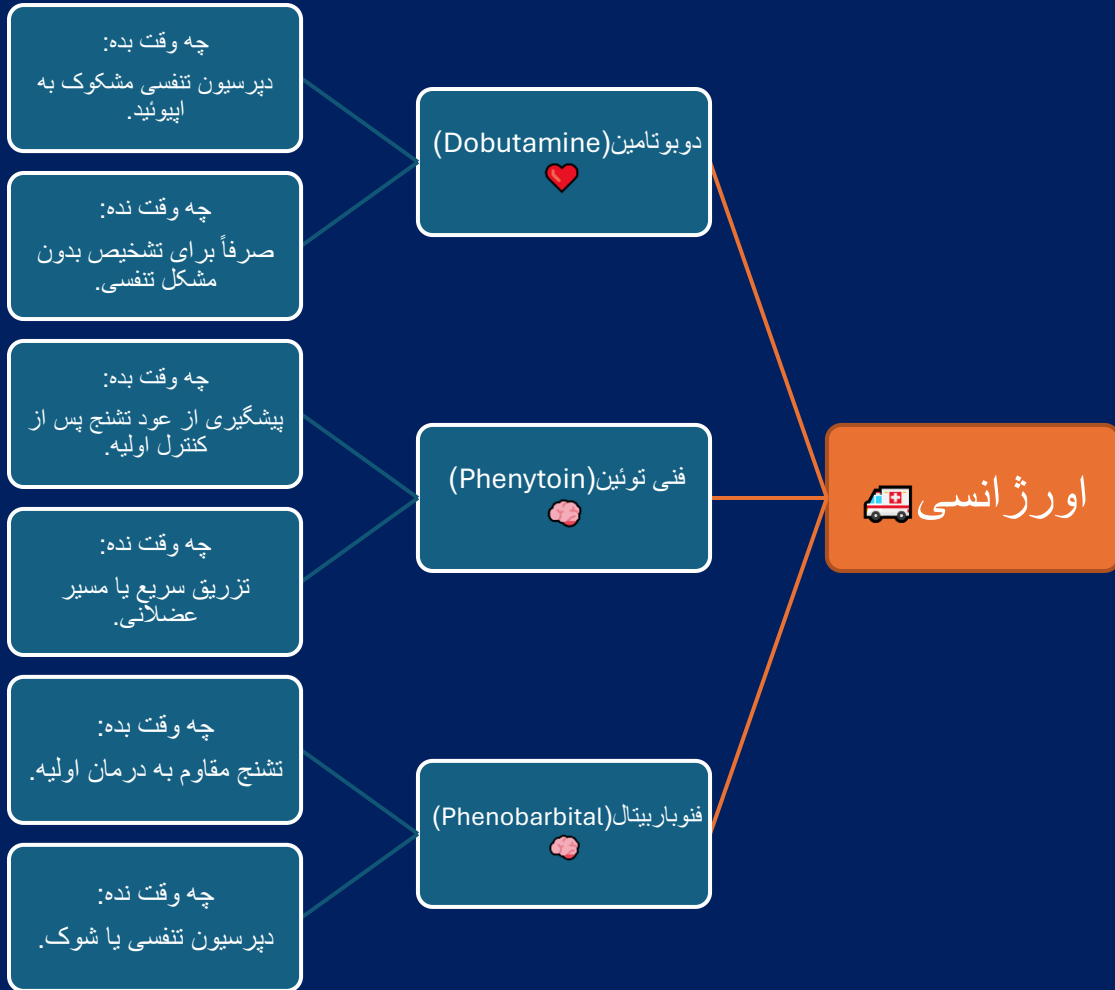 اورژانسی🚑
دوبوتامین(Dobutamine)
❤️
چه وقت بده:
دپرسیون تنفسی مشکوک به
اپیوئید.
چه وقت نده:
صرفاً برای تشخیص بدون
مشکل تنفسی.
فنی توئین(Phenytoin)
🧠
چه وقت بده:
پیشگیری از عود تشنج پس از
کنترل اولیه.
چه وقت نده:
تزریق سریع یا مسیر
عضلانی.
فنوباربیتال(Phenobarbital)
🧠
چه وقت بده:
تشنج مقاوم به درمان اولیه.
چه وقت نده:
دپرسیون تنفسی یا شوک.